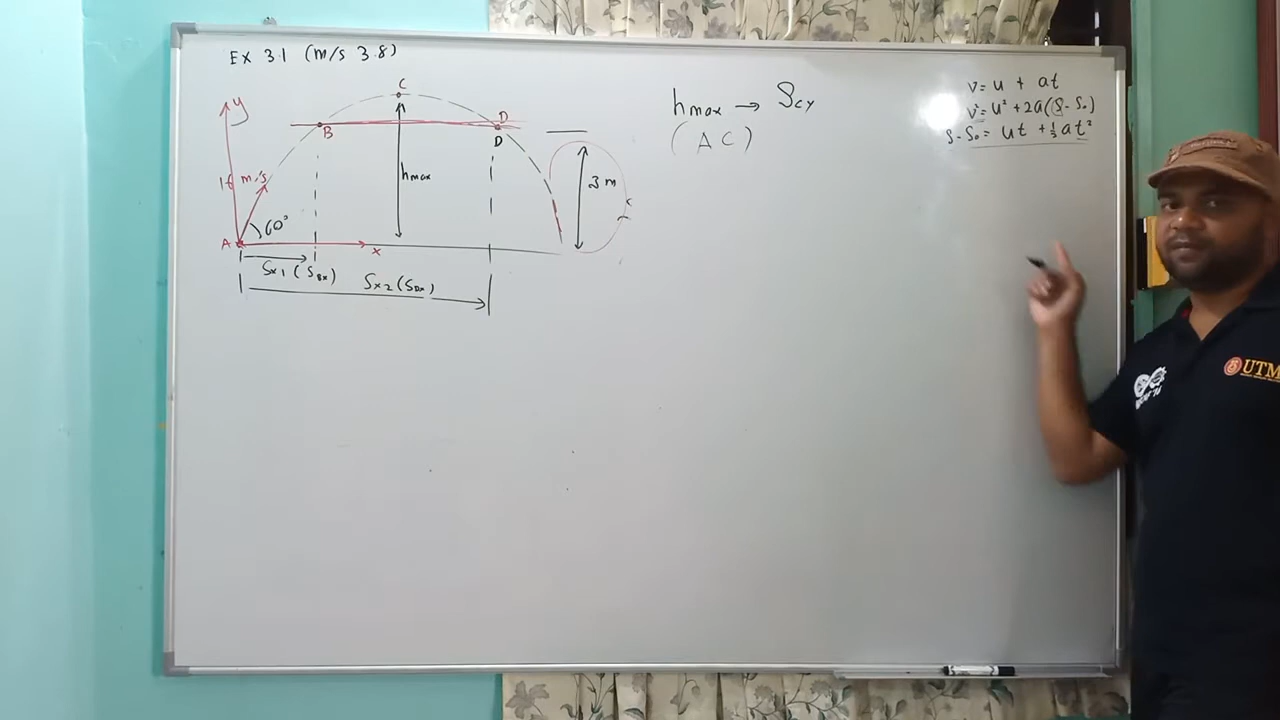 Ex 3.1 (m/s 3.8)
y
C
B
D
D
16 m/s
hmax
3 m
60°
A
x
Sx1 (SBx)
Sx2 (SDx)
hmax → SCy
(AC)
v = u + at
v² = u² + 2a(S - S₀)
S - S₀ = ut + ½at²
UTM